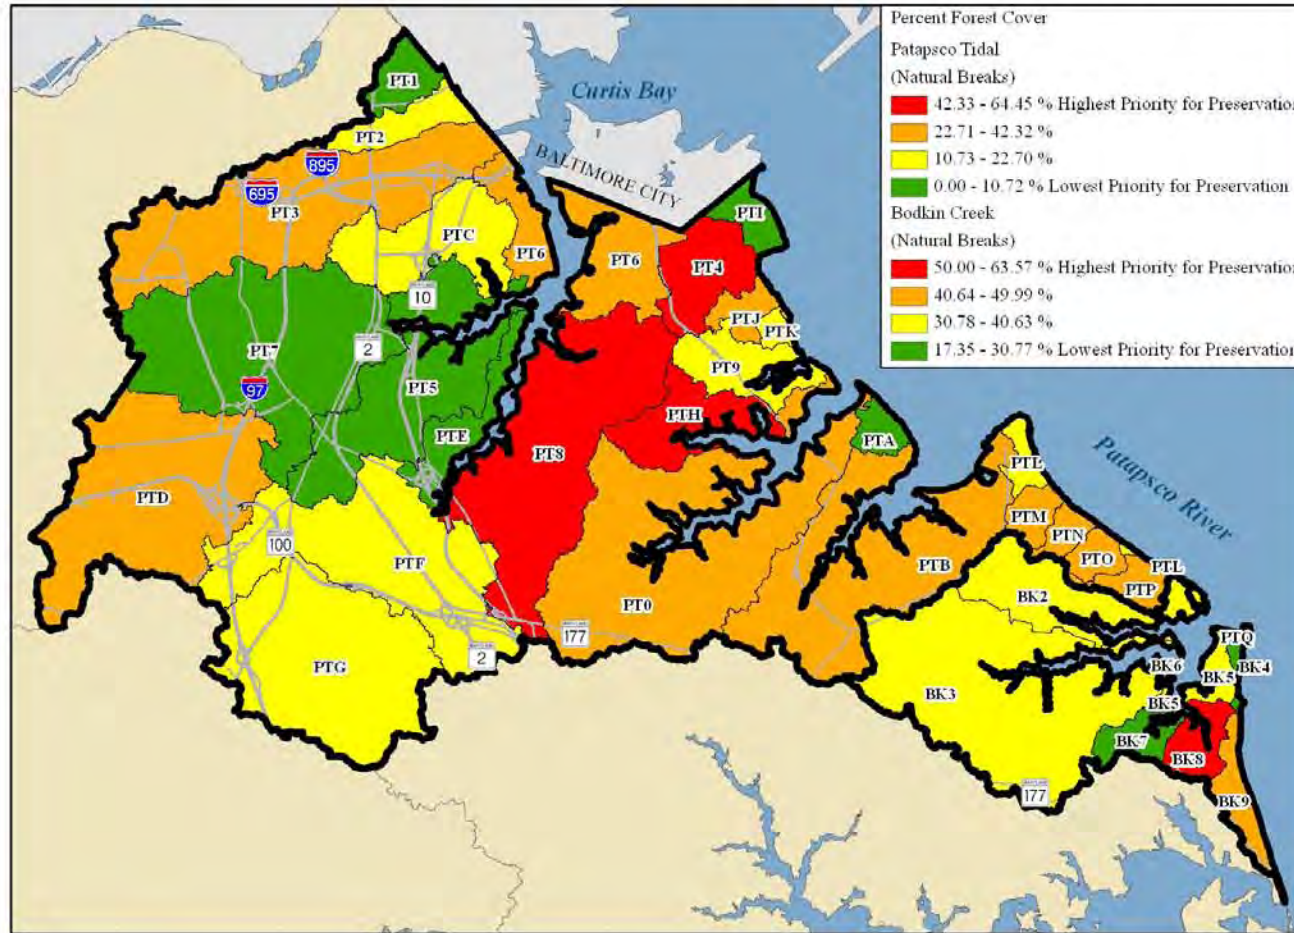 Percent Forest Cover
Patapsco Tidal
(Natural Breaks)
42.33 - 64.45 % Highest Priority for Preservation
22.71 - 42.32 %
10.73 - 22.70 %
0.00 - 10.72 % Lowest Priority for Preservation
Bodkin Creek
(Natural Breaks)
50.00 - 63.57 % Highest Priority for Preservation
40.64 - 49.99 %
30.78 - 40.63 %
17.35 - 30.77 % Lowest Priority for Preservation
Curtis Bay
BALTIMORE CITY
Patapsco River
PT1
PT2
895
695
PT3
PTC
PT6
PT6
PTI
PT4
10
PTJ
PTK
2
PT7
PT9
97
PT5
PTH
PTE
PTA
PT8
PTL
PTD
PTM
PTN
100
PTF
PTB
PTO
PTL
PTP
BK2
PT0
177
PTQ
2
BK6
BK4
PTG
BK5
BK3
BK5
BK7
BK8
BK9
177